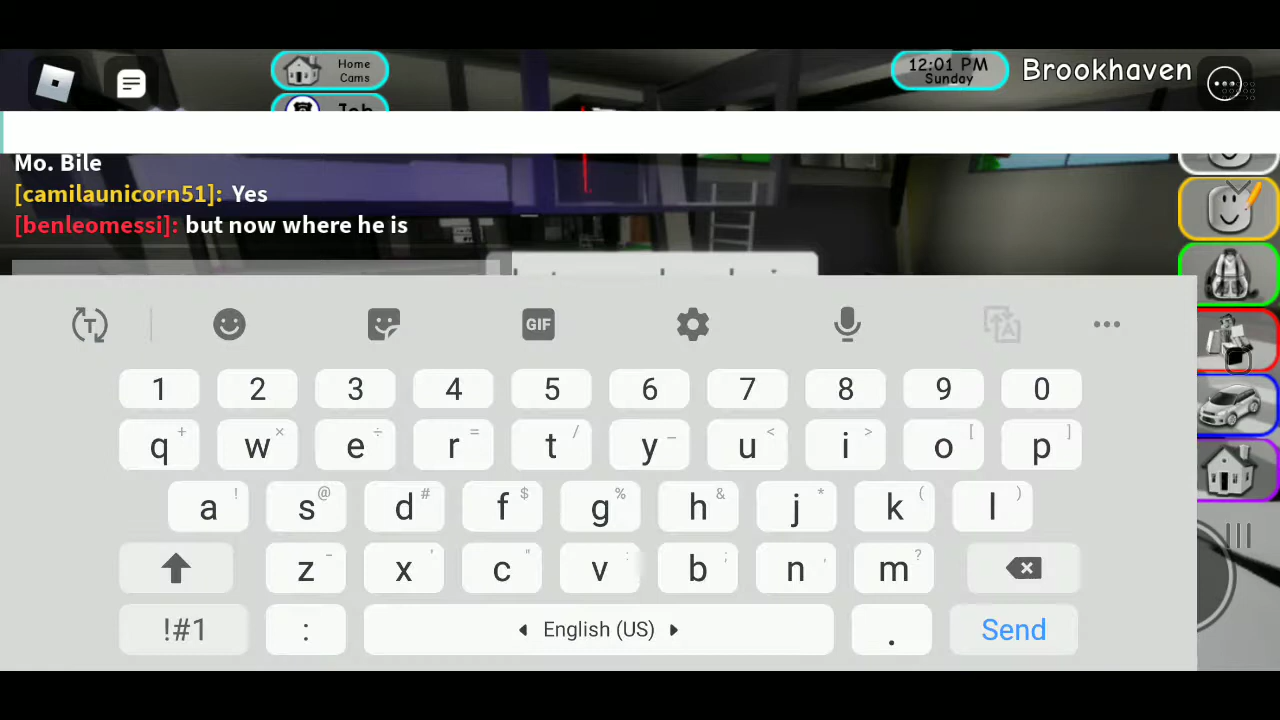 Home
Cams
Job
12:01 PM
Sunday
Brookhaven
Mo. Bile
[camilaunicorn51]: Yes
[benleomessi]: but now where he is
T
GIF
A
1 2 3 4 5 6 7 8 9 0
q + w × e ÷ r = t / y _ u < i > o [ p ]
a ! s @ d # f $ g % h & j * k ( l )
z - x ' c " v : b ; n , m ?
!#1 : English (US) . Send